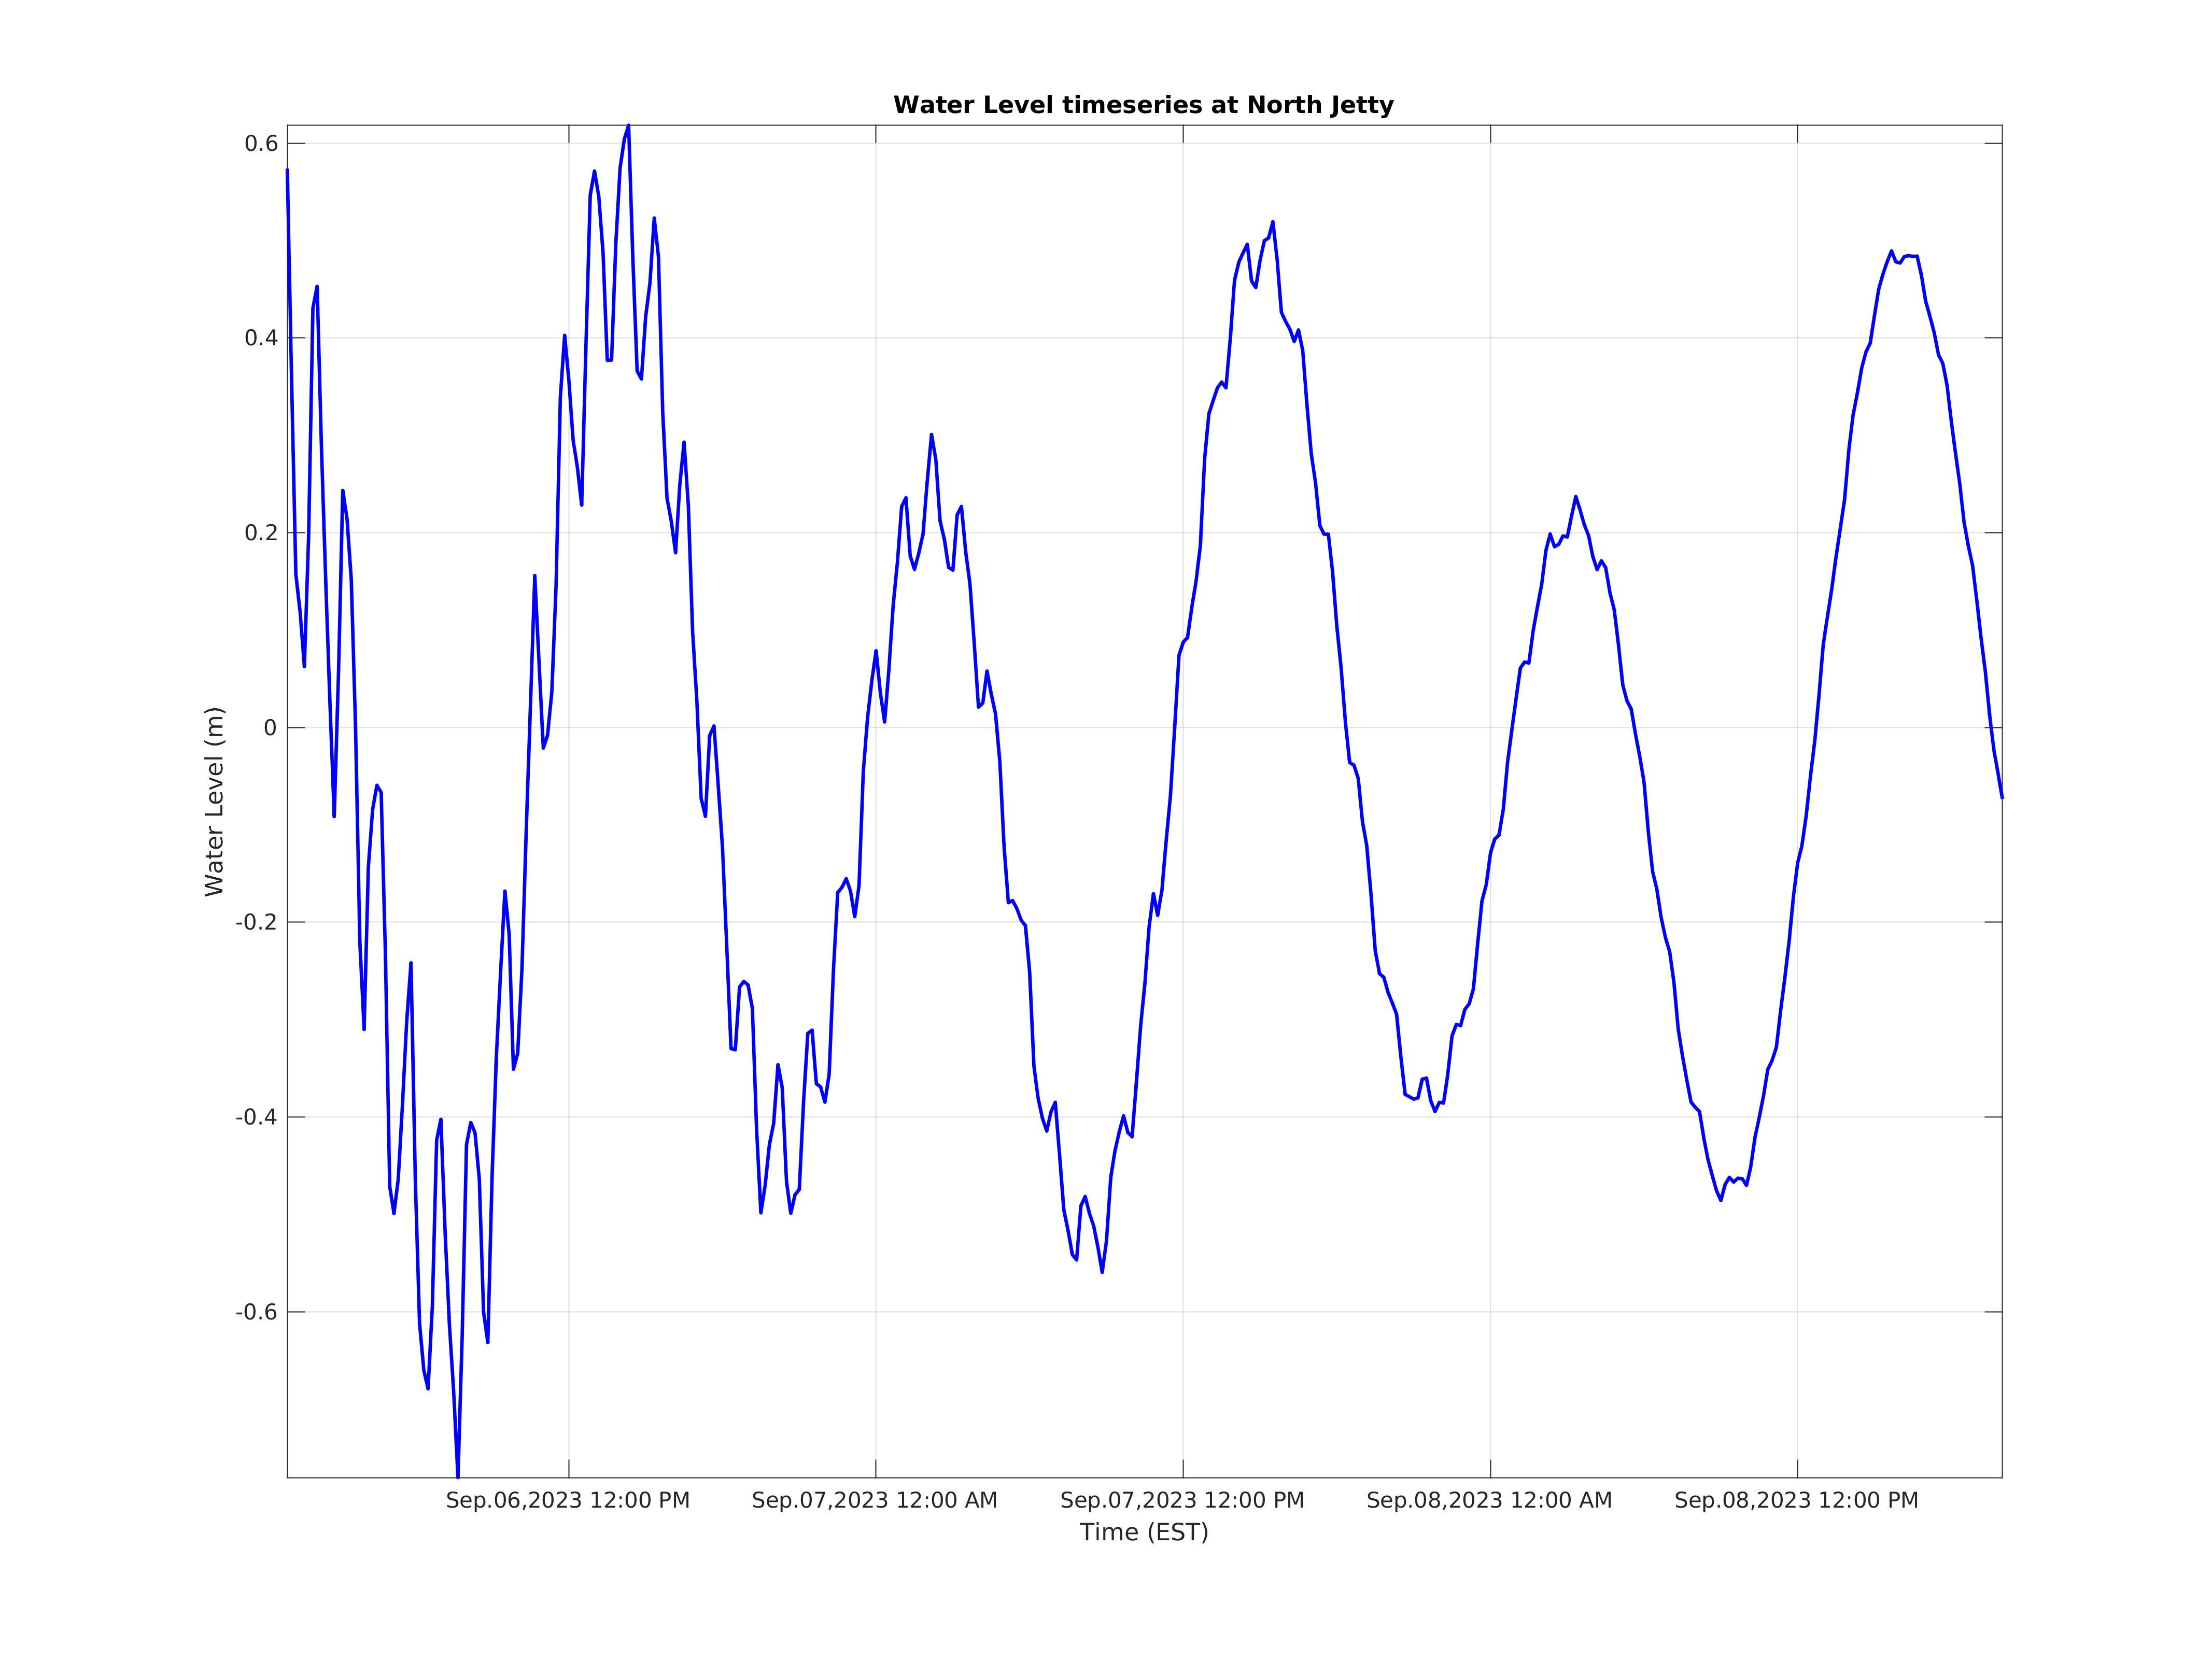 Water Level timeseries at North Jetty
0.6
0.4
0.2
0
-0.2
-0.4
-0.6
Water Level (m)
Sep.06,2023 12:00 PM
Sep.07,2023 12:00 AM
Sep.07,2023 12:00 PM
Sep.08,2023 12:00 AM
Sep.08,2023 12:00 PM
Time (EST)